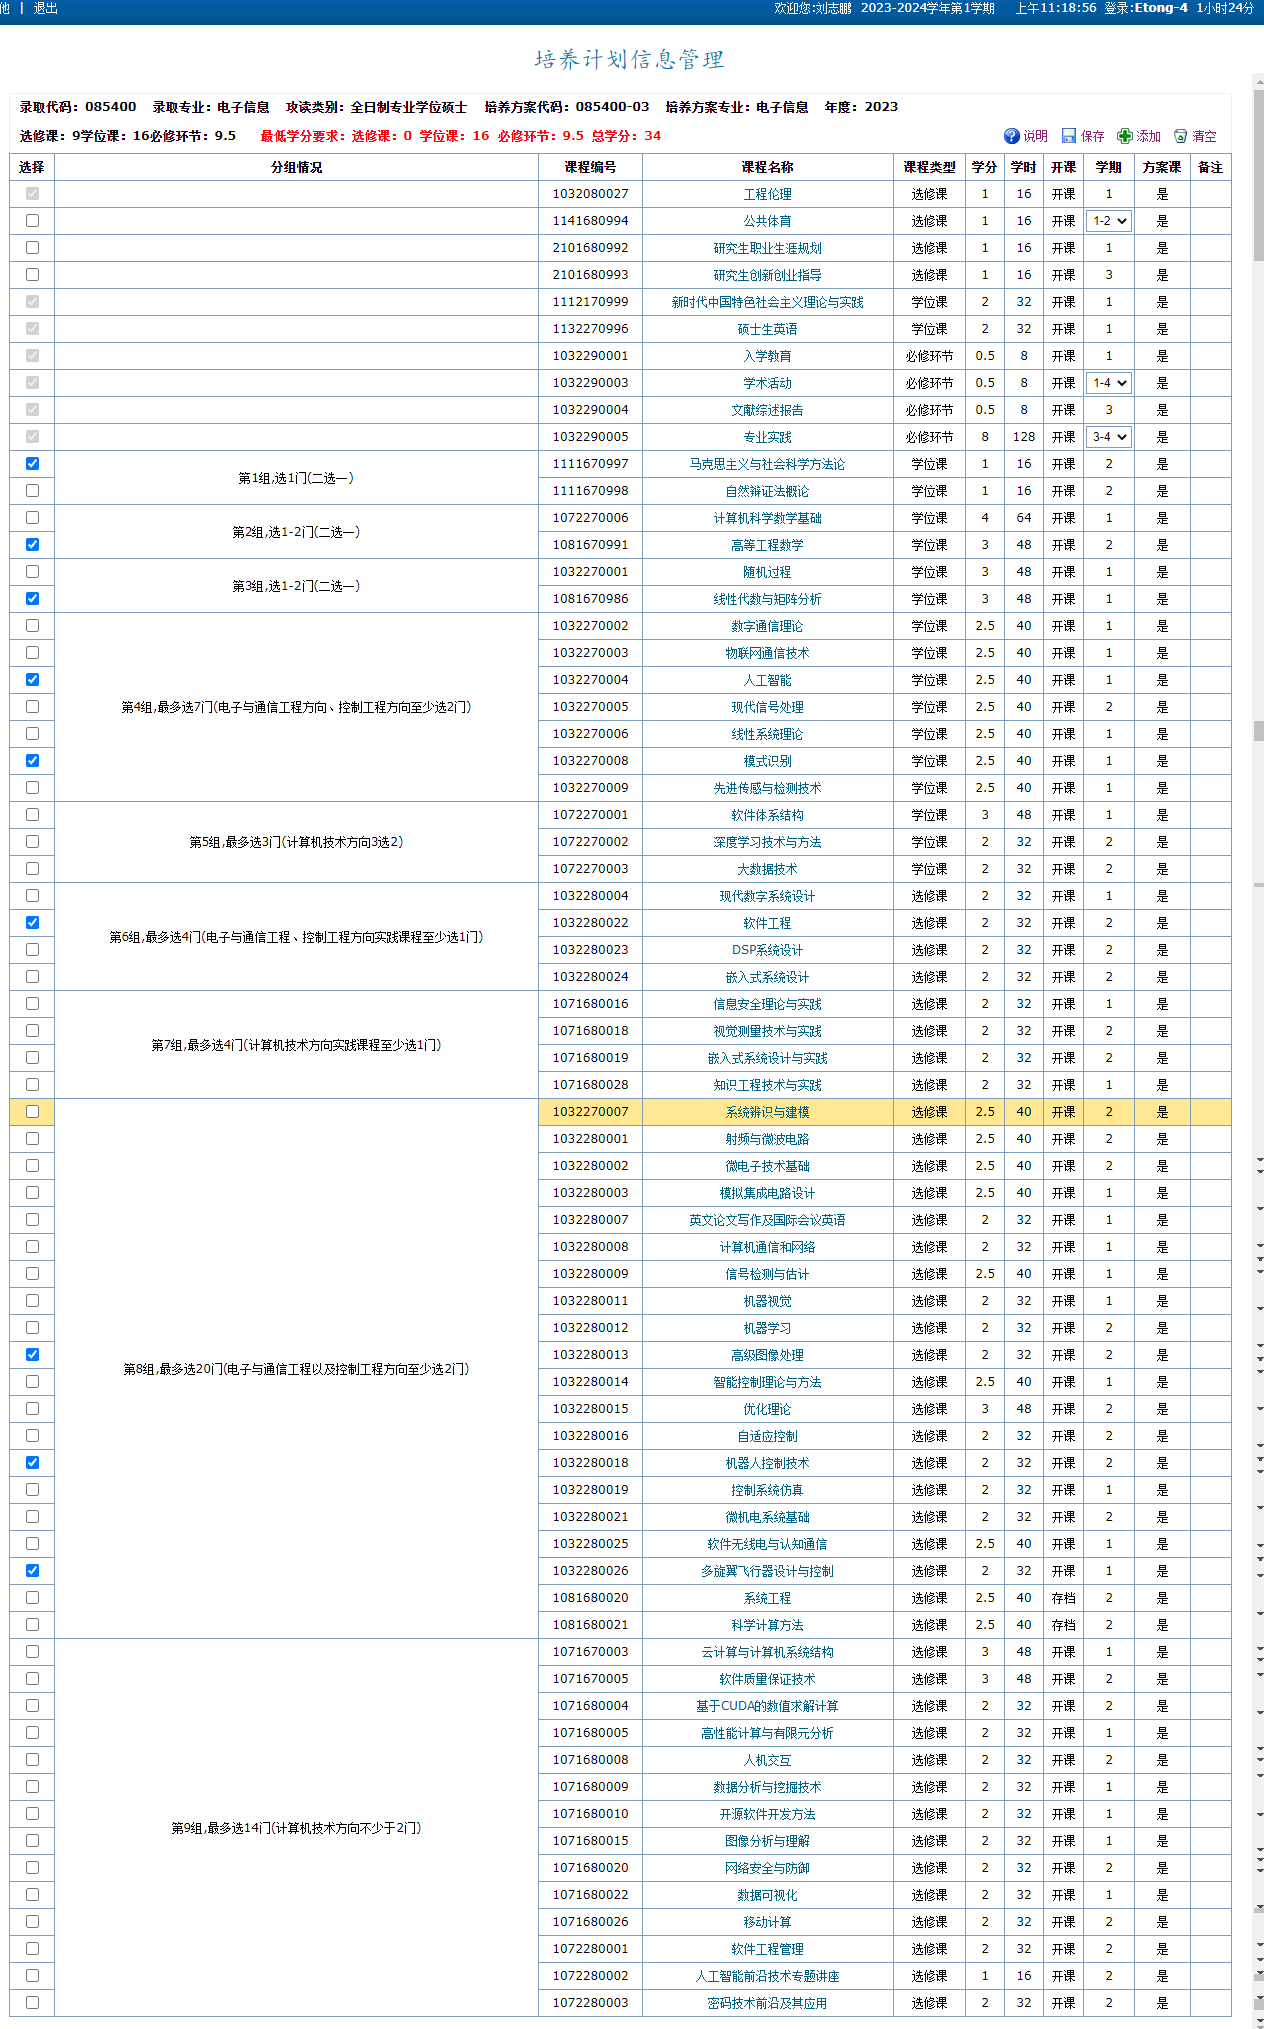 他 | 退出
欢迎您:刘志鹏 2023-2024学年第1学期 上午11:18:56 登录:Etong-4 1小时24分
培养计划信息管理
录取代码：085400 录取专业：电子信息 攻读类别：全日制专业学位硕士 培养方案代码：085400-03 培养方案专业：电子信息 年度：2023
选修课：9学位课：16必修环节：9.5 最低学分要求：选修课：0 学位课：16 必修环节：9.5 总学分：34 说明 保存 添加 清空
选择 分组情况 课程编号 课程名称 课程类型 学分 学时 开课 学期 方案课 备注
1032080027 工程伦理 选修课 1 16 开课 1 是
1141680994 公共体育 选修课 1 16 开课 1-2 是
2101680992 研究生职业生涯规划 选修课 1 16 开课 1 是
2101680993 研究生创新创业指导 选修课 1 16 开课 3 是
1112170999 新时代中国特色社会主义理论与实践 学位课 2 32 开课 1 是
1132270996 硕士生英语 学位课 2 32 开课 1 是
1032290001 入学教育 必修环节 0.5 8 开课 1 是
1032290003 学术活动 必修环节 0.5 8 开课 1-4 是
1032290004 文献综述报告 必修环节 0.5 8 开课 3 是
1032290005 专业实践 必修环节 8 128 开课 3-4 是
第1组,选1门(二选一)
1111670997 马克思主义与社会科学方法论 学位课 1 16 开课 2 是
1111670998 自然辩证法概论 学位课 1 16 开课 2 是
第2组,选1-2门(二选一)
1072270006 计算机科学数学基础 学位课 4 64 开课 1 是
1081670991 高等工程数学 学位课 3 48 开课 2 是
第3组,选1-2门(二选一)
1032270001 随机过程 学位课 3 48 开课 1 是
1081670986 线性代数与矩阵分析 学位课 3 48 开课 1 是
第4组,最多选7门(电子与通信工程方向、控制工程方向至少选2门)
1032270002 数字通信理论 学位课 2.5 40 开课 1 是
1032270003 物联网通信技术 学位课 2.5 40 开课 1 是
1032270004 人工智能 学位课 2.5 40 开课 1 是
1032270005 现代信号处理 学位课 2.5 40 开课 2 是
1032270006 线性系统理论 学位课 2.5 40 开课 1 是
1032270008 模式识别 学位课 2.5 40 开课 1 是
1032270009 先进传感与检测技术 学位课 2.5 40 开课 1 是
第5组,最多选3门(计算机技术方向3选2)
1072270001 软件体系结构 学位课 3 48 开课 1 是
1072270002 深度学习技术与方法 学位课 2 32 开课 2 是
1072270003 大数据技术 学位课 2 32 开课 2 是
第6组,最多选4门(电子与通信工程、控制工程方向实践课程至少选1门)
1032280004 现代数字系统设计 选修课 2 32 开课 1 是
1032280022 软件工程 选修课 2 32 开课 2 是
1032280023 DSP系统设计 选修课 2 32 开课 2 是
1032280024 嵌入式系统设计 选修课 2 32 开课 2 是
第7组,最多选4门(计算机技术方向实践课程至少选1门)
1071680016 信息安全理论与实践 选修课 2 32 开课 1 是
1071680018 视觉测量技术与实践 选修课 2 32 开课 2 是
1071680019 嵌入式系统设计与实践 选修课 2 32 开课 2 是
1071680028 知识工程技术与实践 选修课 2 32 开课 1 是
第8组,最多选20门(电子与通信工程以及控制工程方向至少选2门)
1032270007 系统辨识与建模 选修课 2.5 40 开课 2 是
1032280001 射频与微波电路 选修课 2.5 40 开课 2 是
1032280002 微电子技术基础 选修课 2.5 40 开课 2 是
1032280003 模拟集成电路设计 选修课 2.5 40 开课 1 是
1032280007 英文论文写作及国际会议英语 选修课 2 32 开课 1 是
1032280008 计算机通信和网络 选修课 2 32 开课 1 是
1032280009 信号检测与估计 选修课 2.5 40 开课 1 是
1032280011 机器视觉 选修课 2 32 开课 1 是
1032280012 机器学习 选修课 2 32 开课 2 是
1032280013 高级图像处理 选修课 2 32 开课 2 是
1032280014 智能控制理论与方法 选修课 2.5 40 开课 1 是
1032280015 优化理论 选修课 3 48 开课 2 是
1032280016 自适应控制 选修课 2 32 开课 2 是
1032280018 机器人控制技术 选修课 2 32 开课 2 是
1032280019 控制系统仿真 选修课 2 32 开课 1 是
1032280021 微机电系统基础 选修课 2 32 开课 2 是
1032280025 软件无线电与认知通信 选修课 2.5 40 开课 1 是
1032280026 多旋翼飞行器设计与控制 选修课 2 32 开课 1 是
1081680020 系统工程 选修课 2.5 40 存档 2 是
1081680021 科学计算方法 选修课 2.5 40 存档 2 是
第9组,最多选14门(计算机技术方向不少于2门)
1071670003 云计算与计算机系统结构 选修课 3 48 开课 1 是
1071670005 软件质量保证技术 选修课 3 48 开课 2 是
1071680004 基于CUDA的数值求解计算 选修课 2 32 开课 2 是
1071680005 高性能计算与有限元分析 选修课 2 32 开课 1 是
1071680008 人机交互 选修课 2 32 开课 2 是
1071680009 数据分析与挖掘技术 选修课 2 32 开课 1 是
1071680010 开源软件开发方法 选修课 2 32 开课 1 是
1071680015 图像分析与理解 选修课 2 32 开课 1 是
1071680020 网络安全与防御 选修课 2 32 开课 2 是
1071680022 数据可视化 选修课 2 32 开课 1 是
1071680026 移动计算 选修课 2 32 开课 2 是
1072280001 软件工程管理 选修课 2 32 开课 2 是
1072280002 人工智能前沿技术专题讲座 选修课 1 16 开课 2 是
1072280003 密码技术前沿及其应用 选修课 2 32 开课 2 是